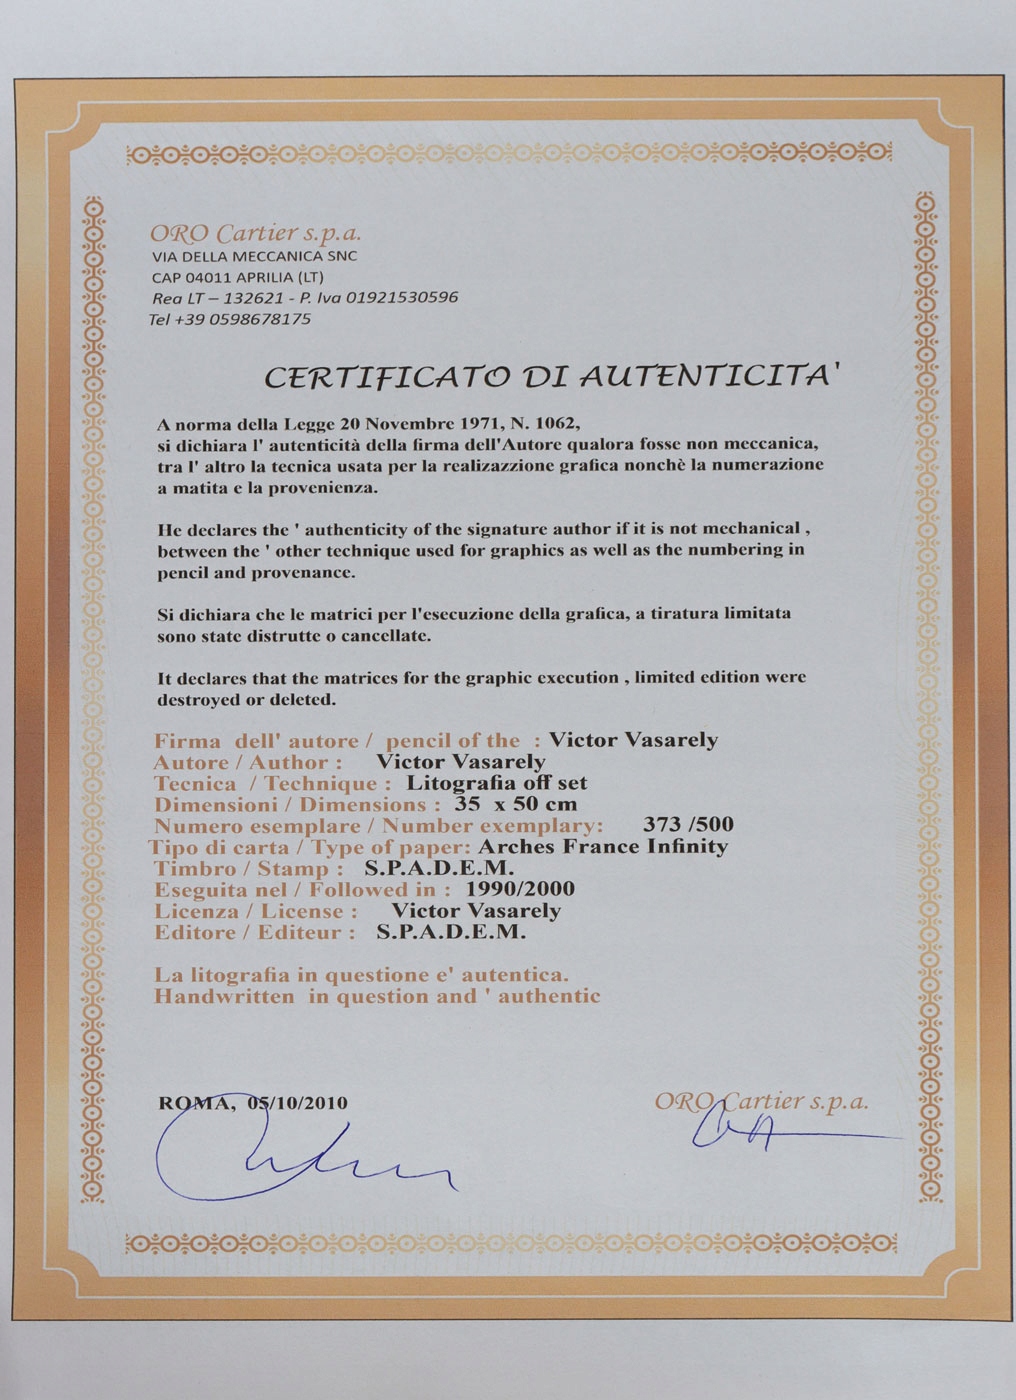 ORO Cartier s.p.a.
VIA DELLA MECCANICA SNC
CAP 04011 APRILIA (LT)
Rea LT – 132621 - P. Iva 01921530596
Tel +39 0598678175
CERTIFICATO DI AUTENTICITA'
A norma della Legge 20 Novembre 1971, N. 1062,
si dichiara l' autenticità della firma dell'Autore qualora fosse non meccanica,
tra l' altro la tecnica usata per la realizazzione grafica nonchè la numerazione
a matita e la provenienza.
He declares the ' authenticity of the signature author if it is not mechanical ,
between the ' other technique used for graphics as well as the numbering in
pencil and provenance.
Si dichiara che le matrici per l'esecuzione della grafica, a tiratura limitata
sono state distrutte o cancellate.
It declares that the matrices for the graphic execution , limited edition were
destroyed or deleted.
Firma dell' autore / pencil of the : Victor Vasarely
Autore / Author : Victor Vasarely
Tecnica / Technique : Litografia off set
Dimensioni / Dimensions : 35 x 50 cm
Numero esemplare / Number exemplary: 373 /500
Tipo di carta / Type of paper: Arches France Infinity
Timbro / Stamp : S.P.A.D.E.M.
Eseguita nel / Followed in : 1990/2000
Licenza / License : Victor Vasarely
Editore / Editeur : S.P.A.D.E.M.
La litografia in questione e' autentica.
Handwritten in question and ' authentic
ROMA, 05/10/2010
ORO Cartier s.p.a.